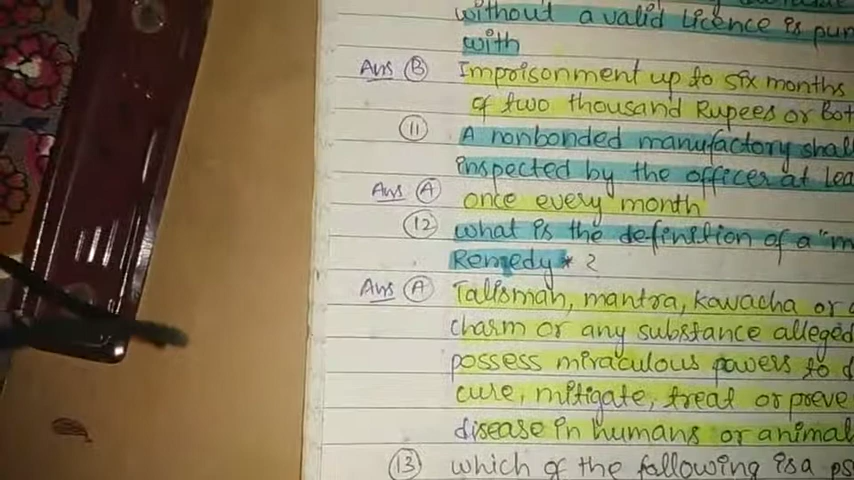 without a valid Licence is pun
with
Ans (B) Imprisonment up to six months
of two thousand Rupees or Bot
(11) A nonbonded manufactory shall
inspected by the officer at lea
Ans (A) once every month
(12) what is the definition of a "m
Remedy" ?
Ans (A) Talisman, mantra, kawacha or
charm or any substance alleged
possess miraculous powers to d
cure, mitigate, treat or preve
disease in humans or animal
(13) which of the following is a ps